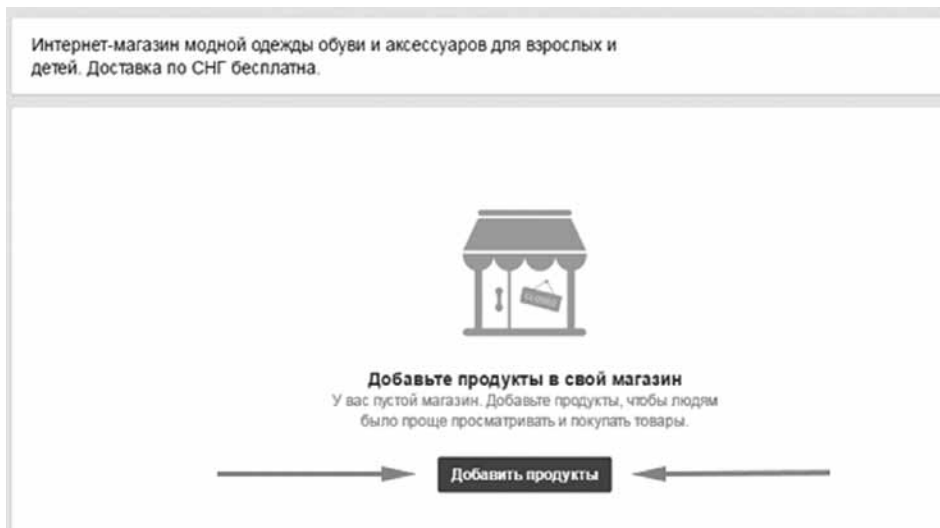 Интернет-магазин модной одежды обуви и аксессуаров для взрослых и
детей. Доставка по СНГ бесплатна.
CLOSED
Добавьте продукты в свой магазин
У вас пустой магазин. Добавьте продукты, чтобы людям
было проще просматривать и покупать товары.
Добавить продукты